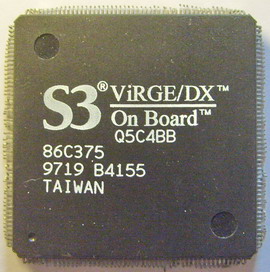 S3® ViRGE/DX™
On Board™
Q5C4BB
86C375
9719 B4155
TAIWAN